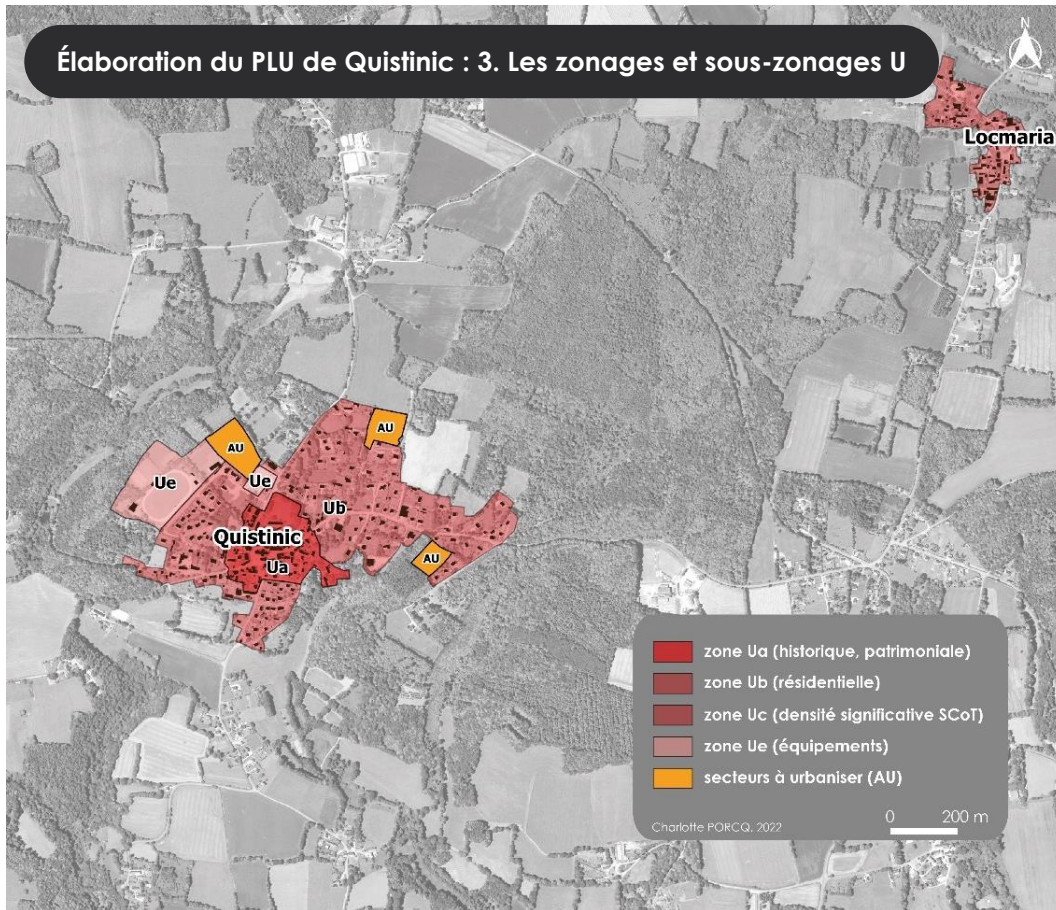 Élaboration du PLU de Quistinic : 3. Les zonages et sous-zonages U
N
Locmaria
AU
AU
Ue
Ue
Ub
Quistinic
AU
Ua
zone Ua (historique, patrimoniale)
zone Ub (résidentielle)
zone Uc (densité significative SCoT)
zone Ue (équipements)
secteurs à urbaniser (AU)
Charlotte PORCQ, 2022
0 200 m